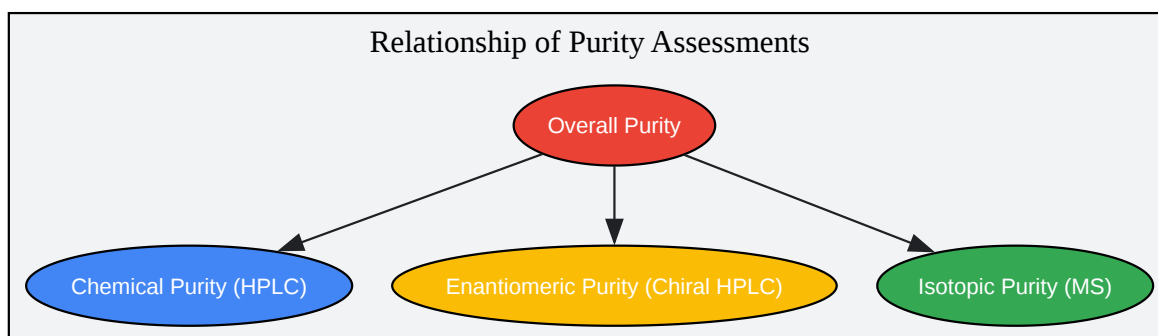 Relationship of Purity Assessments
Overall Purity
Chemical Purity (HPLC)
Enantiomeric Purity (Chiral HPLC)
Isotopic Purity (MS)